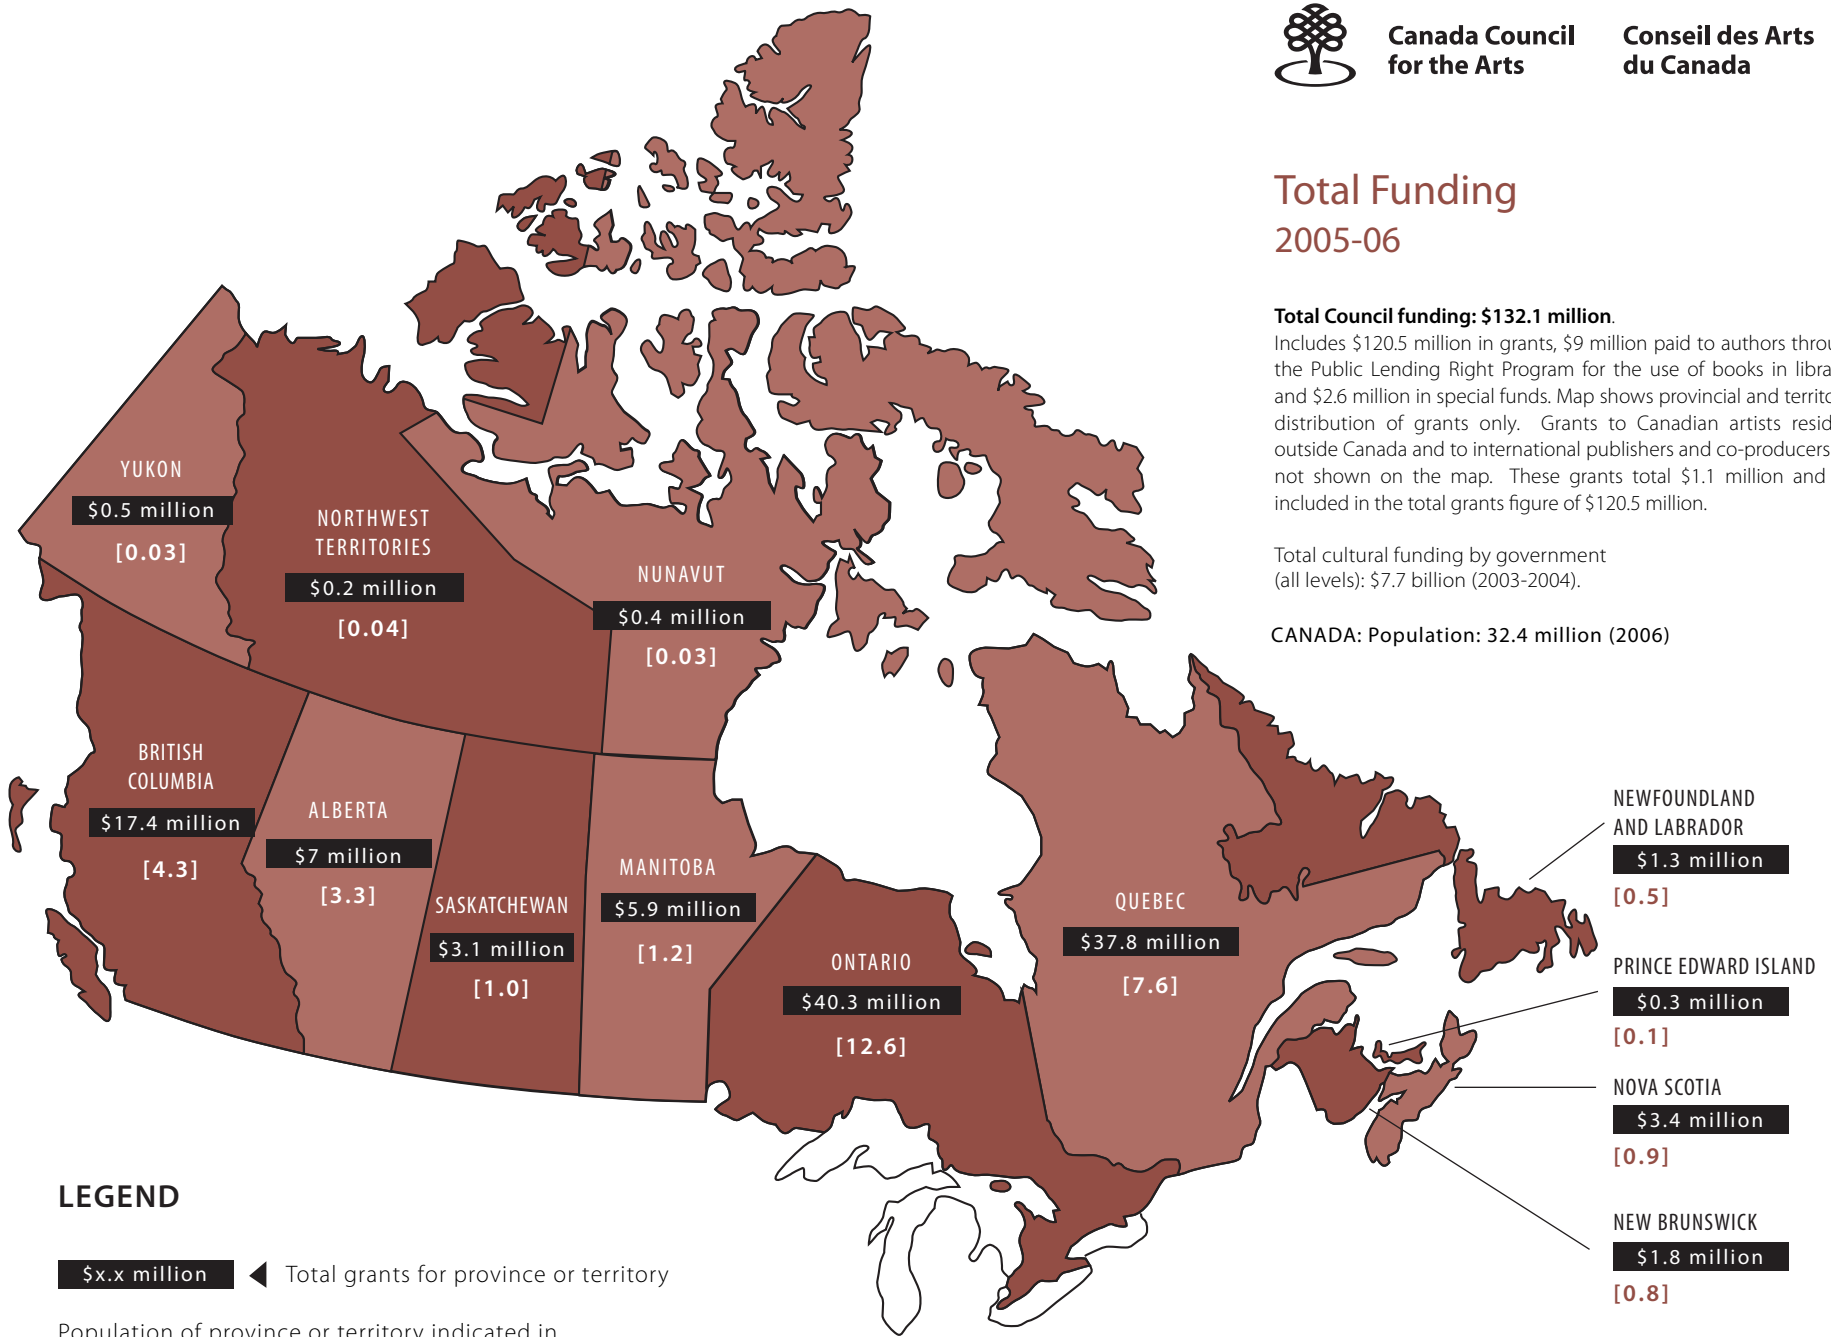 Canada Council
for the Arts
Conseil des Arts
du Canada
Total Funding
2005-06
Total Council funding: $132.1 million.
Includes $120.5 million in grants, $9 million paid to authors
the Public Lending Right Program for the use of books in
and $2.6 million in special funds. Map shows provincial and
distribution of grants only. Grants to Canadian artists
outside Canada and to international publishers and co-producers
not shown on the map. These grants total $1.1 million and
included in the total grants figure of $120.5 million.
Total cultural funding by government
(all levels): $7.7 billion (2003-2004).
CANADA: Population: 32.4 million (2006)
YUKON
$0.5 million
[0.03]
NORTHWEST
TERRITORIES
$0.2 million
[0.04]
NUNAVUT
$0.4 million
[0.03]
BRITISH
COLUMBIA
$17.4 million
[4.3]
ALBERTA
$7 million
[3.3]
SASKATCHEWAN
$3.1 million
[1.0]
MANITOBA
$5.9 million
[1.2]
ONTARIO
$40.3 million
[12.6]
QUEBEC
$37.8 million
[7.6]
NEWFOUNDLAND
AND LABRADOR
$1.3 million
[0.5]
PRINCE EDWARD ISLAND
$0.3 million
[0.1]
NOVA SCOTIA
$3.4 million
[0.9]
NEW BRUNSWICK
$1.8 million
[0.8]
LEGEND
$x.x million
Total grants for province or territory
Population of province or territory indicated in